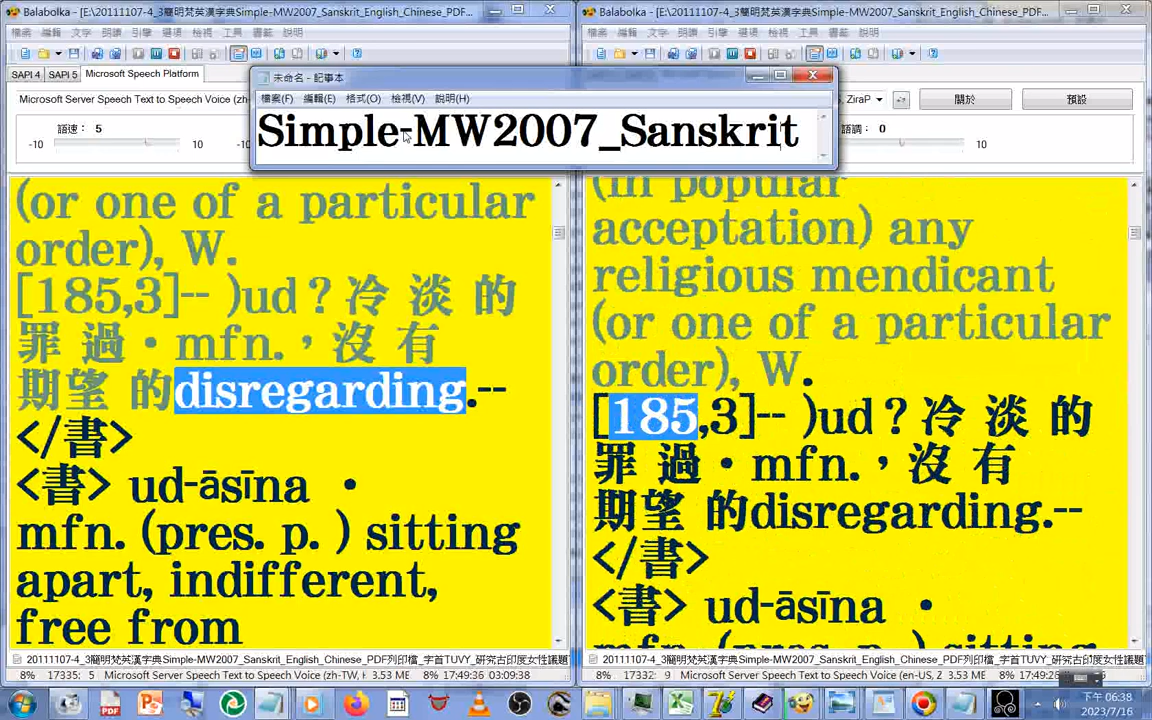 Balabolka - [E:\20111107-4_3簡明梵英漢字典Simple-MW2007_Sanskrit_English_Chinese_PDF...
檔案 編輯 文字 朗讀 引擎 選項 檢視 工具 書籤 說明
SAPI 4 SAPI 5 Microsoft Speech Platform
Microsoft Server Speech Text to Speech Voice (zh-
語速： 5
-10 10 -10
(or one of a particular
order), W.
[185,3]-- )ud？冷 淡 的
罪 過‧mfn.，沒 有
期望 的disregarding.--
</書>
<書> ud-āsīna ‧
mfn. (pres. p. ) sitting
apart, indifferent,
free from
20111107-4_3簡明梵英漢字典Simple-MW2007_Sanskrit_English_Chinese_PDF列印檔_字首TUVY_研究古印度女性議題
8% 17335: 5 Microsoft Server Speech Text to Speech Voice (zh-TW, H 3.53 MB 03:09:38
未命名 - 記事本
檔案(F) 編輯(E) 格式(O) 檢視(V) 說明(H)
Simple-MW2007_Sanskrit
Balabolka - [E:\20111107-4_3簡明梵英漢字典Simple-MW2007_Sanskrit_English_Chinese_PDF...
檔案 編輯 文字 朗讀 引擎 選項 檢視 工具 書籤 說明
, ZiraP 關於 預設
語調： 0
10
(in popular
acceptation) any
religious mendicant
(or one of a particular
order), W.
[185,3]-- )ud？冷 淡 的
罪 過‧mfn.，沒 有
期望 的disregarding.--
</書>
<書> ud-āsīna ‧
mfn. (pres. p. ) sitting
20111107-4_3簡明梵英漢字典Simple-MW2007_Sanskrit_English_Chinese_PDF列印檔_字首TUVY_研究古印度女性議題
8% 17332: 9 Microsoft Server Speech Text to Speech Voice (en-US, Z 3.53 MB 17:49:26
下午 06:38
2023/7/16